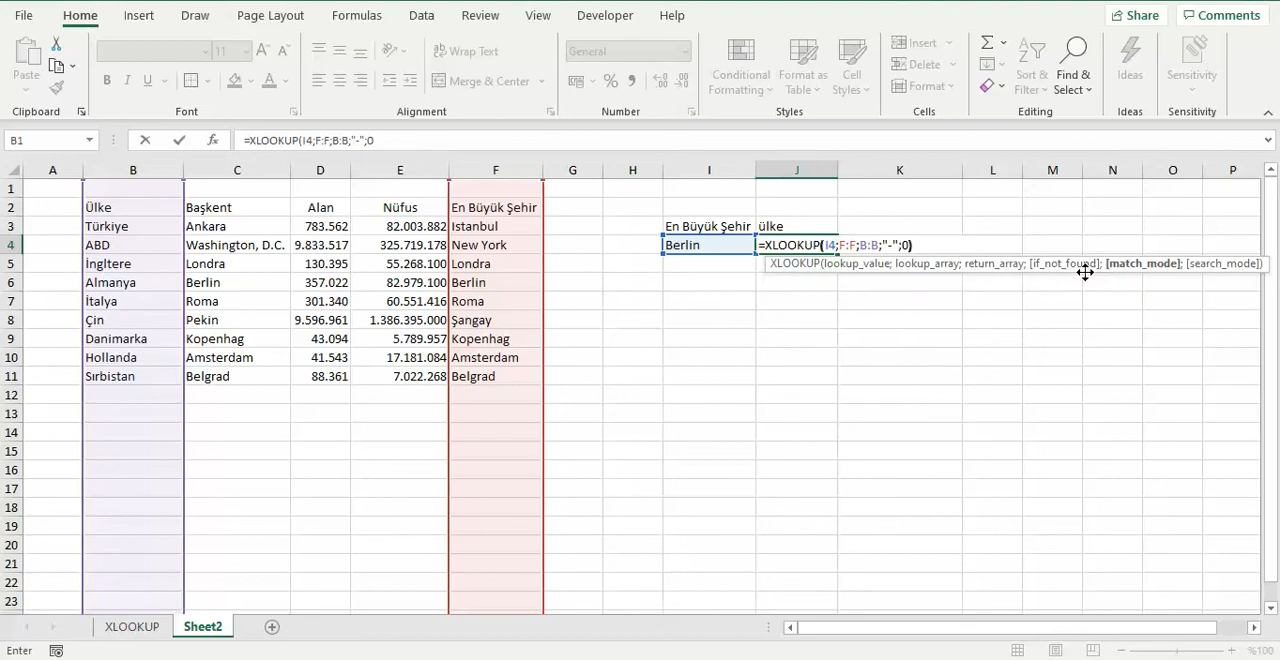 File Home Insert Draw Page Layout Formulas Data Review View Developer Help Share Comments
Paste 11 A A Wrap Text General Conditional Formatting Format as Table Cell Styles Insert Delete Format Sort & Filter Find & Select Ideas Sensitivity
B I U A Merge & Center %
Clipboard Font Alignment Number Styles Cells Editing Ideas Sensitivity
B1 fx =XLOOKUP(I4;F:F;B:B;"-";0
A B C D E F G H I J K L M N O P
1
2 Ülke Başkent Alan Nüfus En Büyük Şehir
3 Türkiye Ankara 783.562 82.003.882 Istanbul En Büyük Şehir ülke
4 ABD Washington, D.C. 9.833.517 325.719.178 New York Berlin =XLOOKUP(I4;F:F;B:B;"-";0)
5 İngltere Londra 130.395 55.268.100 Londra XLOOKUP(lookup_value; lookup_array; return_array; [if_not_found]; [match_mode]; [search_mode])
6 Almanya Berlin 357.022 82.979.100 Berlin
7 İtalya Roma 301.340 60.551.416 Roma
8 Çin Pekin 9.596.961 1.386.395.000 Şangay
9 Danimarka Kopenhag 43.094 5.789.957 Kopenhag
10 Hollanda Amsterdam 41.543 17.181.084 Amsterdam
11 Sırbistan Belgrad 88.361 7.022.268 Belgrad
12
13
14
15
16
17
18
19
20
21
22
23
XLOOKUP Sheet2
Enter %100